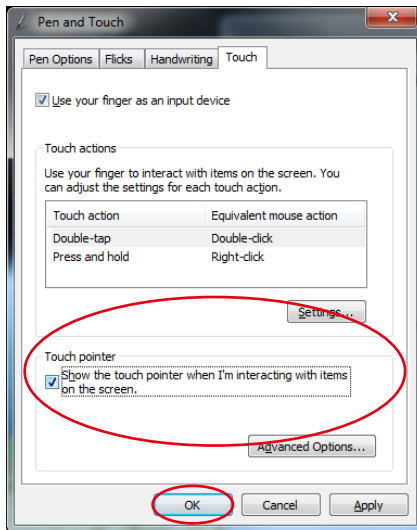 Pen and Touch
Pen Options Flicks Handwriting Touch
Use your finger as an input device
Touch actions
Use your finger to interact with items on the screen. You
can adjust the settings for each touch action.
Touch action Equivalent mouse action
Double-tap Double-click
Press and hold Right-click
Settings...
Touch pointer
Show the touch pointer when I'm interacting with items
on the screen.
Advanced Options...
OK Cancel Apply